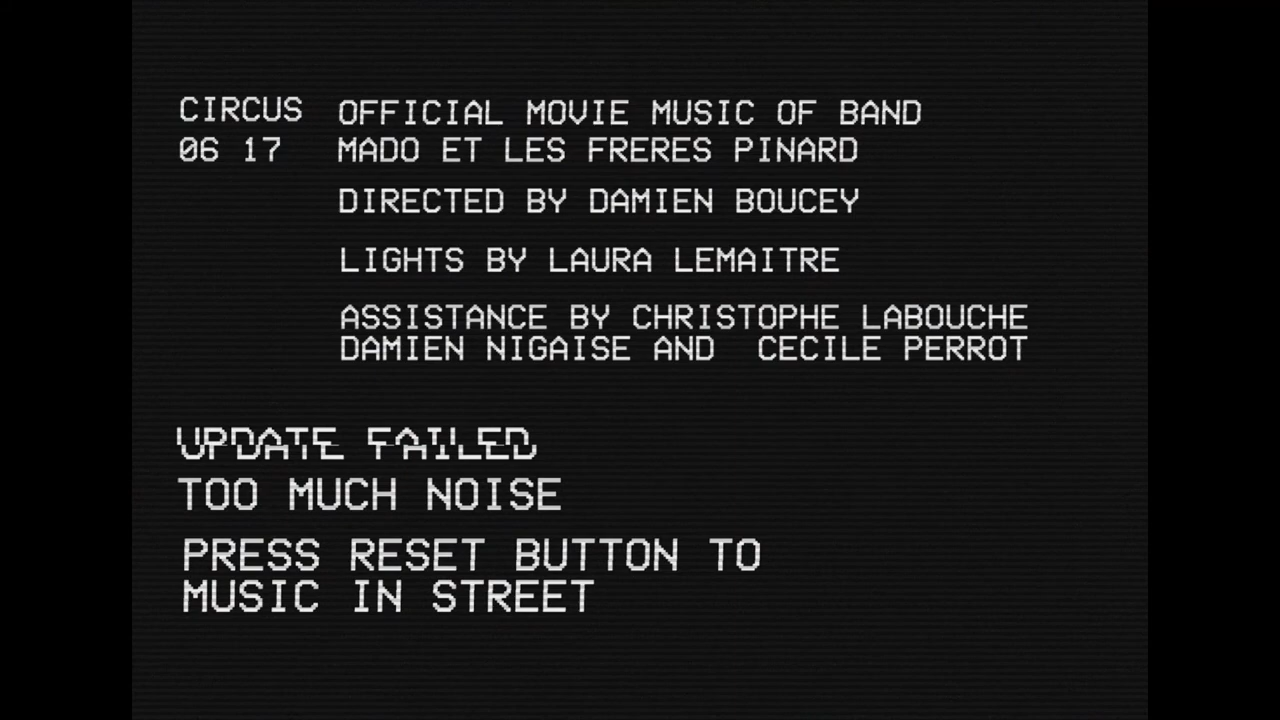 CIRCUS OFFICIAL MOVIE MUSIC OF BAND
06 17 MADO ET LES FRERES PINARD
DIRECTED BY DAMIEN BOUCEY
LIGHTS BY LAURA LEMAITRE
ASSISTANCE BY CHRISTOPHE LABOUCHE
DAMIEN NIGAISE AND CECILE PERROT
UPDATE FAILED
TOO MUCH NOISE
PRESS RESET BUTTON TO
MUSIC IN STREET